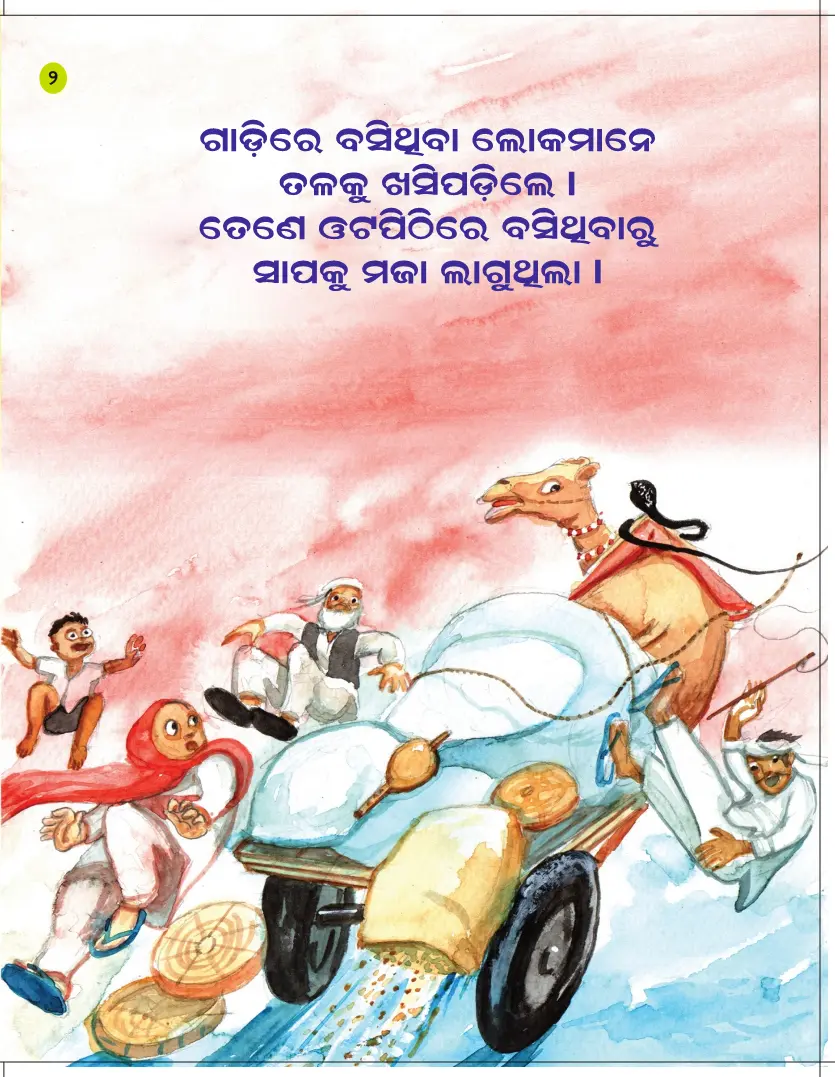 ୨
ଗାଡ଼ିରେ ବସିଥିବା ଲୋକମାନେ
ତଳକୁ ଖସିପଡ଼ିଲେ ।
ତେଣେ ଓଟପିଠିରେ ବସିଥିବାରୁ
ସାପକୁ ମଜା ଲାଗୁଥିଲା ।